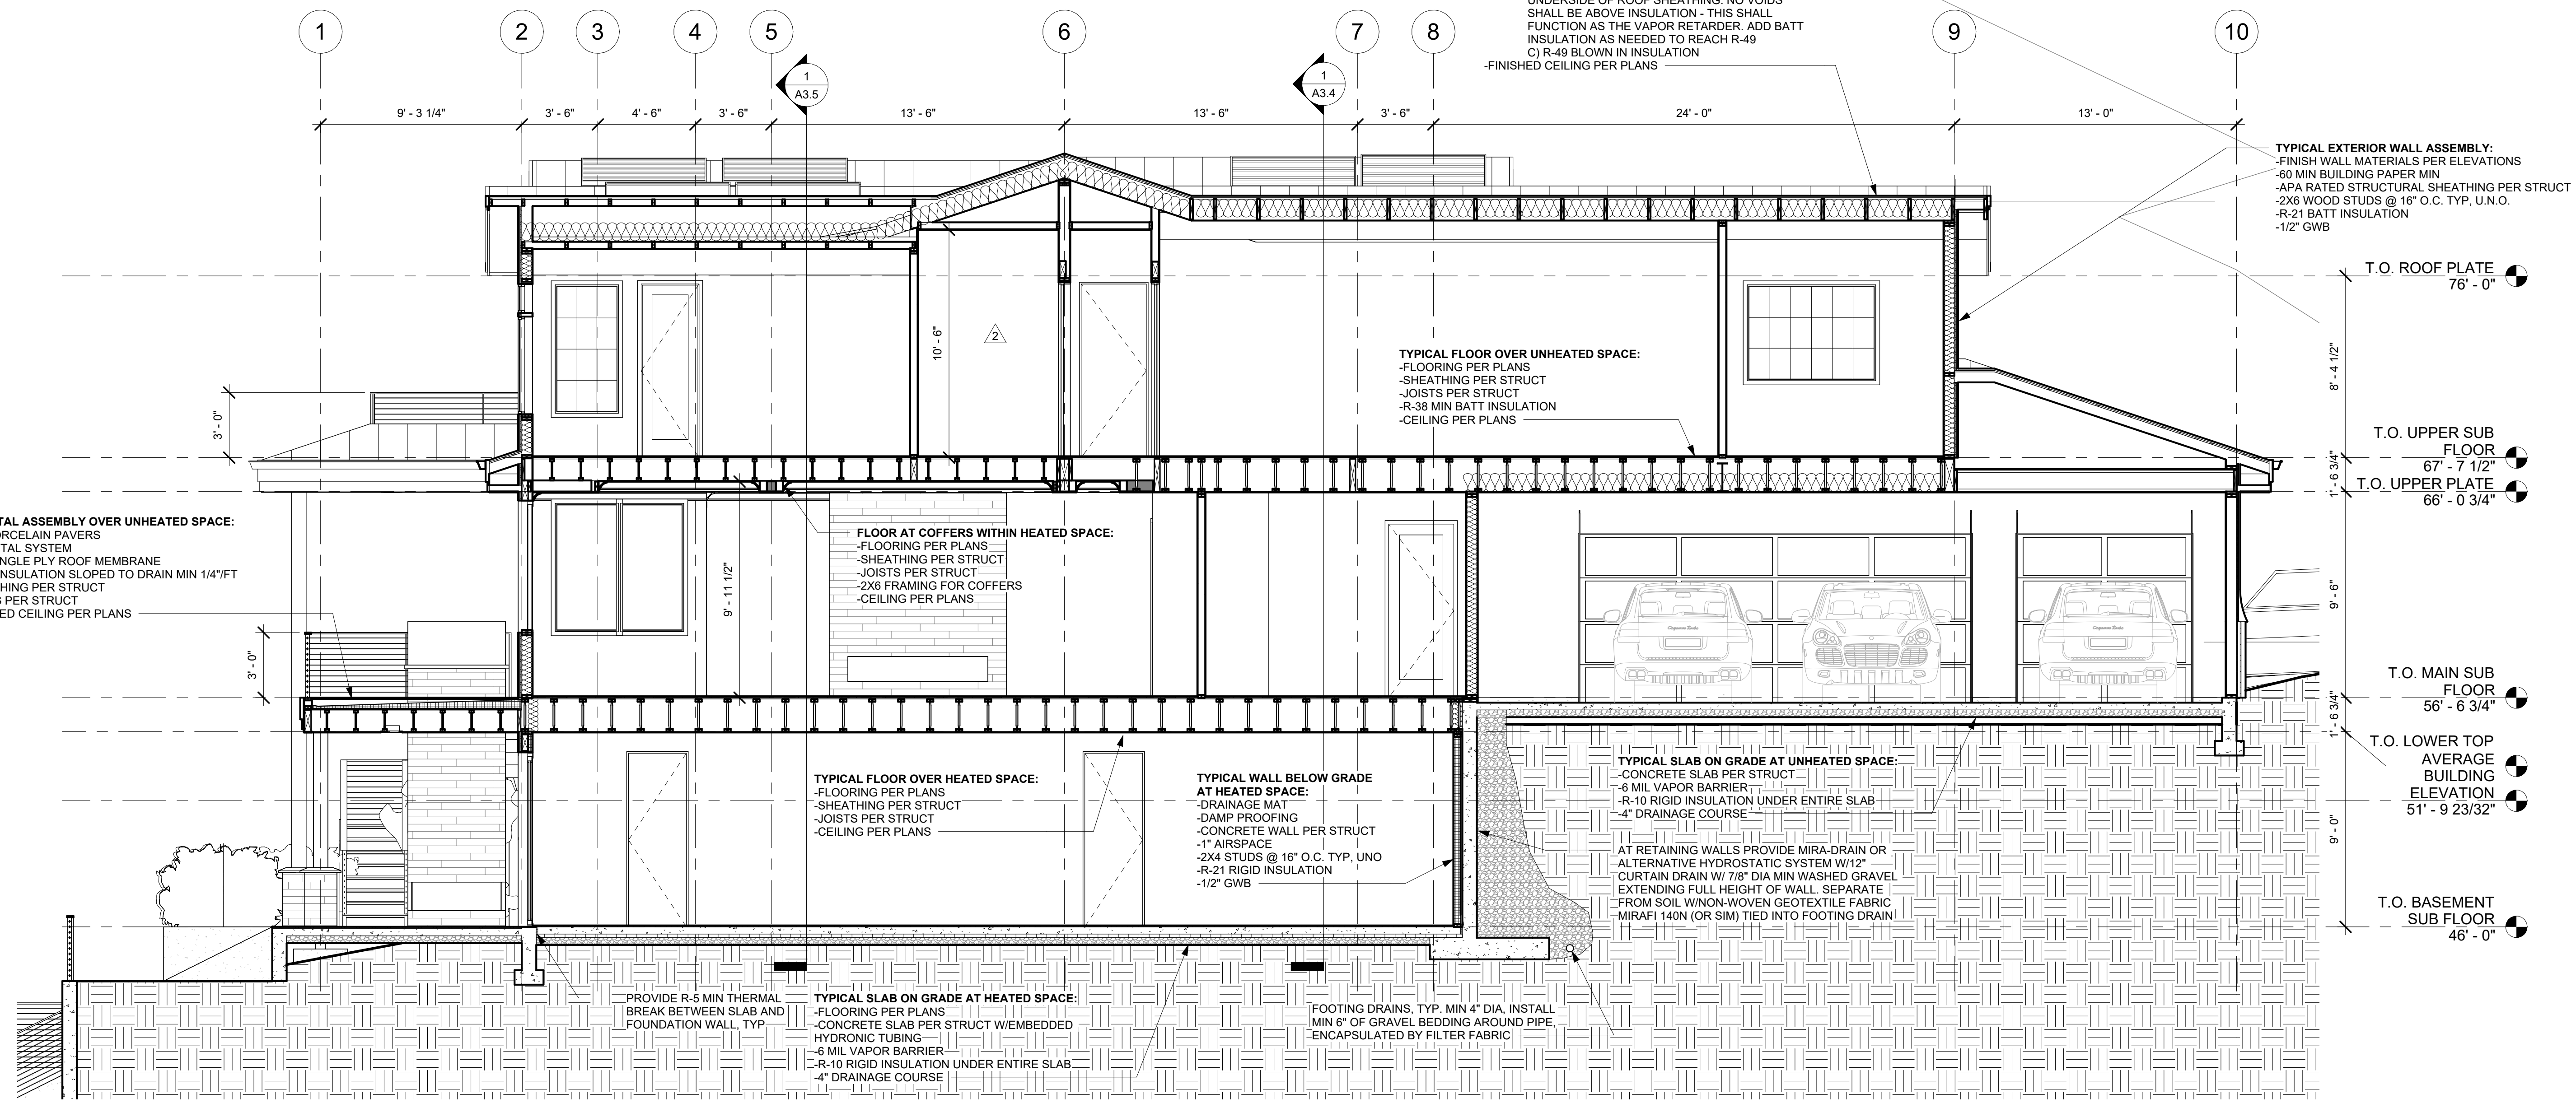 UNDERSIDE OF ROOF SHEATHING. NO VOIDS
SHALL BE ABOVE INSULATION - THIS SHALL
FUNCTION AS THE VAPOR RETARDER. ADD BATT
INSULATION AS NEEDED TO REACH R-49
C) R-49 BLOWN IN INSULATION
-FINISHED CEILING PER PLANS
1
2
3
4
5
6
7
8
9
10
1
A3.5
1
A3.4
9' - 3 1/4"
3' - 6"
4' - 6"
3' - 6"
13' - 6"
13' - 6"
3' - 6"
24' - 0"
13' - 0"
TYPICAL EXTERIOR WALL ASSEMBLY:
-FINISH WALL MATERIALS PER ELEVATIONS
-60 MIN BUILDING PAPER MIN
-APA RATED STRUCTURAL SHEATHING PER STRUCT
-2X6 WOOD STUDS @ 16" O.C. TYP, U.N.O.
-R-21 BATT INSULATION
-1/2" GWB
T.O. ROOF PLATE
76' - 0"
10' - 6"
2
8' - 4 1/2"
TYPICAL FLOOR OVER UNHEATED SPACE:
-FLOORING PER PLANS
-SHEATHING PER STRUCT
-JOISTS PER STRUCT
-R-38 MIN BATT INSULATION
-CEILING PER PLANS
3' - 0"
T.O. UPPER SUB
FLOOR
67' - 7 1/2"
1' - 6 3/4"
T.O. UPPER PLATE
66' - 0 3/4"
TAL ASSEMBLY OVER UNHEATED SPACE:
ORCELAIN PAVERS
TAL SYSTEM
NGLE PLY ROOF MEMBRANE
INSULATION SLOPED TO DRAIN MIN 1/4"/FT
HING PER STRUCT
S PER STRUCT
ED CEILING PER PLANS
FLOOR AT COFFERS WITHIN HEATED SPACE:
-FLOORING PER PLANS
-SHEATHING PER STRUCT
-JOISTS PER STRUCT
-2X6 FRAMING FOR COFFERS
-CEILING PER PLANS
9' - 11 1/2"
9' - 6"
3' - 0"
T.O. MAIN SUB
FLOOR
56' - 6 3/4"
1' - 6 3/4"
T.O. LOWER TOP
AVERAGE
BUILDING
ELEVATION
51' - 9 23/32"
9' - 0"
TYPICAL FLOOR OVER HEATED SPACE:
-FLOORING PER PLANS
-SHEATHING PER STRUCT
-JOISTS PER STRUCT
-CEILING PER PLANS
TYPICAL WALL BELOW GRADE
AT HEATED SPACE:
-DRAINAGE MAT
-DAMP PROOFING
-CONCRETE WALL PER STRUCT
-1" AIRSPACE
-2X4 STUDS @ 16" O.C. TYP, UNO
-R-21 RIGID INSULATION
-1/2" GWB
TYPICAL SLAB ON GRADE AT UNHEATED SPACE:
-CONCRETE SLAB PER STRUCT
-6 MIL VAPOR BARRIER
-R-10 RIGID INSULATION UNDER ENTIRE SLAB
-4" DRAINAGE COURSE
AT RETAINING WALLS PROVIDE MIRA-DRAIN OR
ALTERNATIVE HYDROSTATIC SYSTEM W/12"
CURTAIN DRAIN W/ 7/8" DIA MIN WASHED GRAVEL
EXTENDING FULL HEIGHT OF WALL. SEPARATE
FROM SOIL W/NON-WOVEN GEOTEXTILE FABRIC
MIRAFI 140N (OR SIM) TIED INTO FOOTING DRAIN
T.O. BASEMENT
SUB FLOOR
46' - 0"
PROVIDE R-5 MIN THERMAL
BREAK BETWEEN SLAB AND
FOUNDATION WALL, TYP
TYPICAL SLAB ON GRADE AT HEATED SPACE:
-FLOORING PER PLANS
-CONCRETE SLAB PER STRUCT W/EMBEDDED
HYDRONIC TUBING
-6 MIL VAPOR BARRIER
-R-10 RIGID INSULATION UNDER ENTIRE SLAB
-4" DRAINAGE COURSE
FOOTING DRAINS, TYP. MIN 4" DIA, INSTALL
MIN 6" OF GRAVEL BEDDING AROUND PIPE,
ENCAPSULATED BY FILTER FABRIC